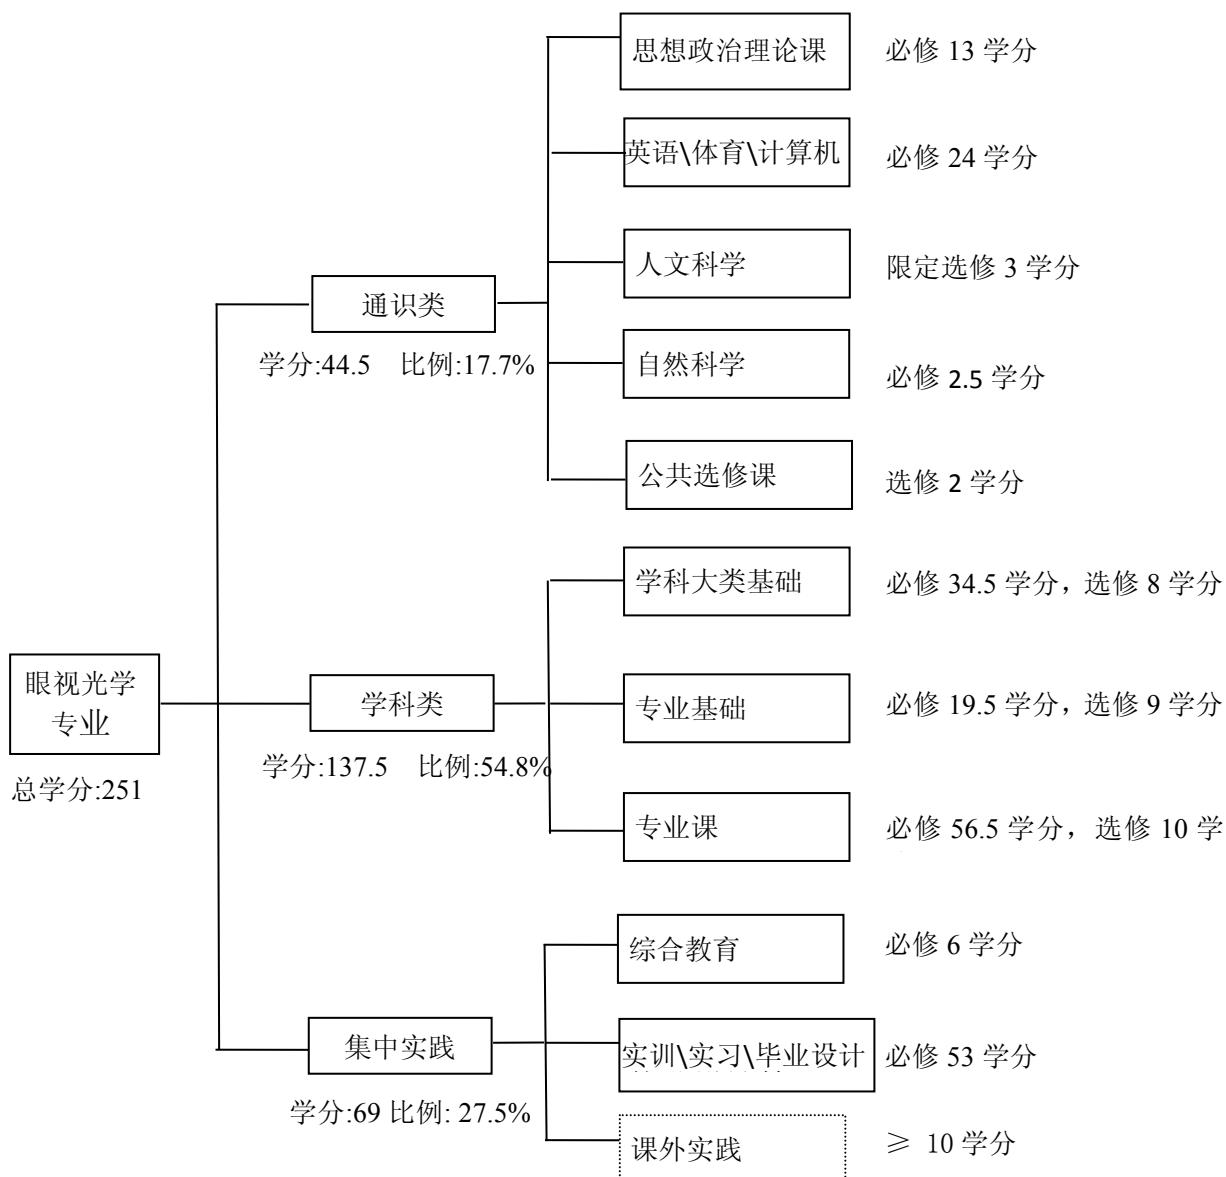 思想政治理论课 必修 13 学分
英语\体育\计算机 必修 24 学分
人文科学 限定选修 3 学分
通识类
学分:44.5 比例:17.7%
自然科学 必修 2.5 学分
公共选修课 选修 2 学分
学科大类基础 必修 34.5 学分，选修 8 学分
眼视光学
专业
总学分:251
学科类
学分:137.5 比例:54.8%
专业基础 必修 19.5 学分，选修 9 学分
专业课 必修 56.5 学分，选修 10 学
综合教育 必修 6 学分
集中实践
学分:69 比例: 27.5%
实训\实习\毕业设计 必修 53 学分
课外实践 ≥ 10 学分